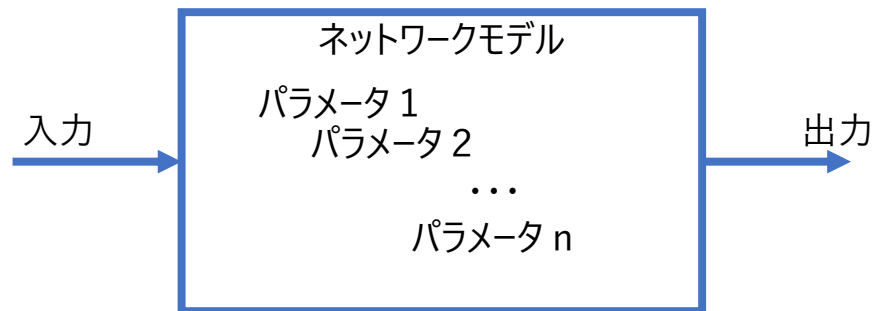 ネットワークモデル
パラメータ 1
入力
パラメータ 2
出力
・・・
パラメータ n